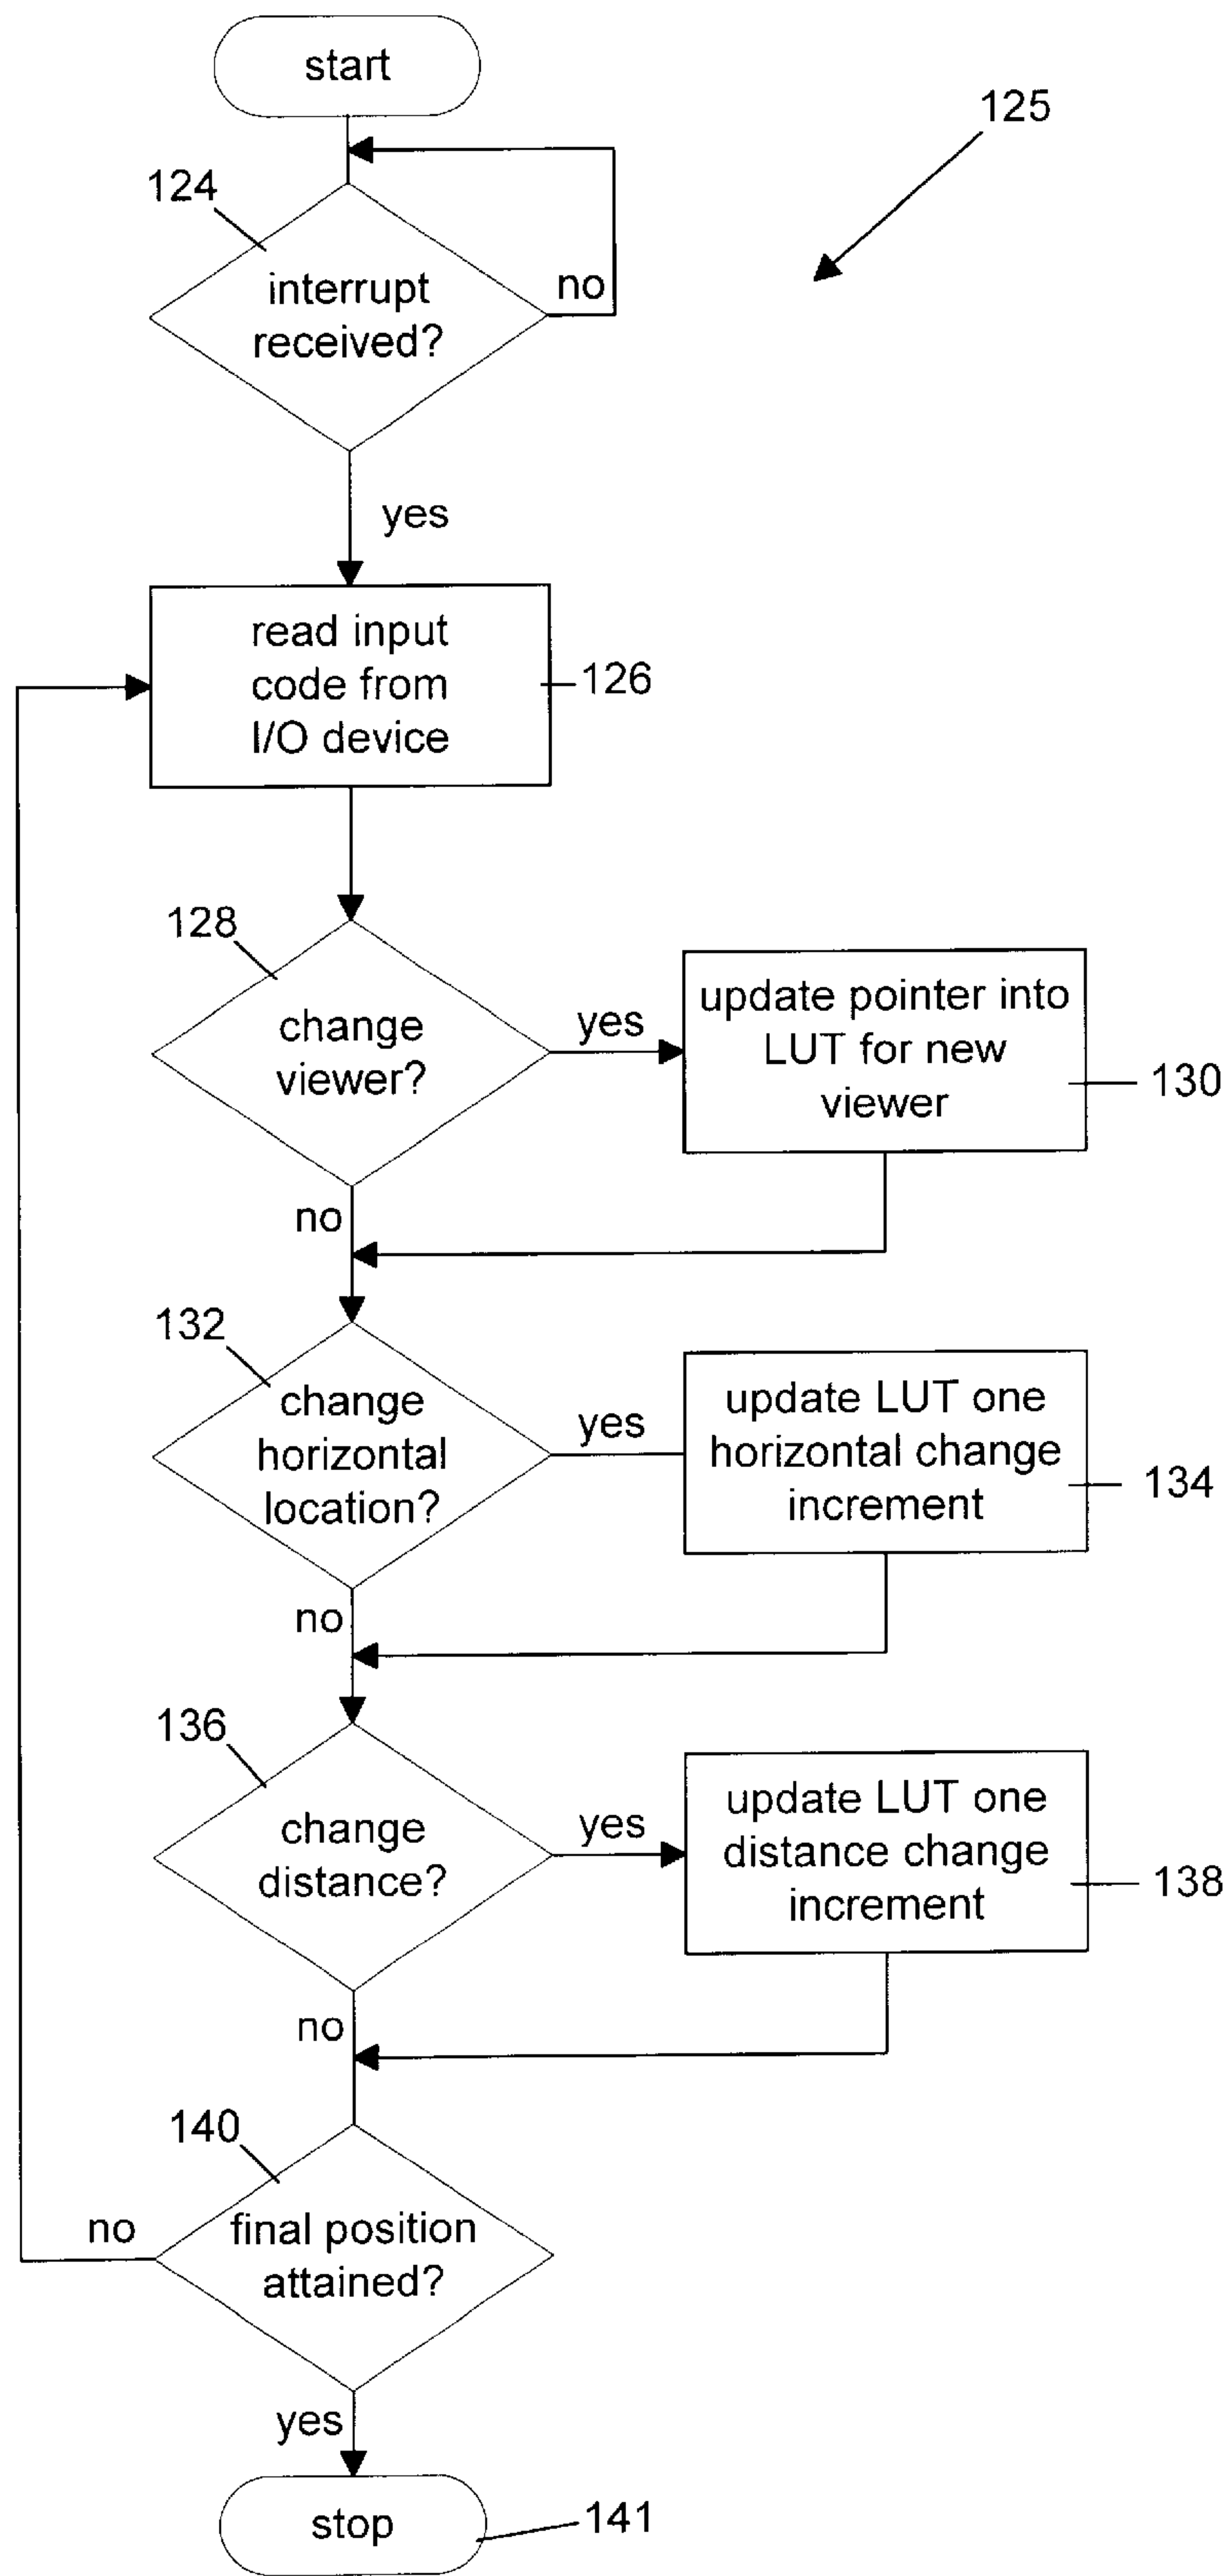 start
125
124
interrupt
received?
no
yes
read input
code from
I/O device
126
128
change
viewer?
yes
update pointer into
LUT for new
viewer
130
no
132
change
horizontal
location?
yes
update LUT one
horizontal change
increment
134
no
136
change
distance?
yes
update LUT one
distance change
increment
138
no
140
no
final position
attained?
yes
stop
141